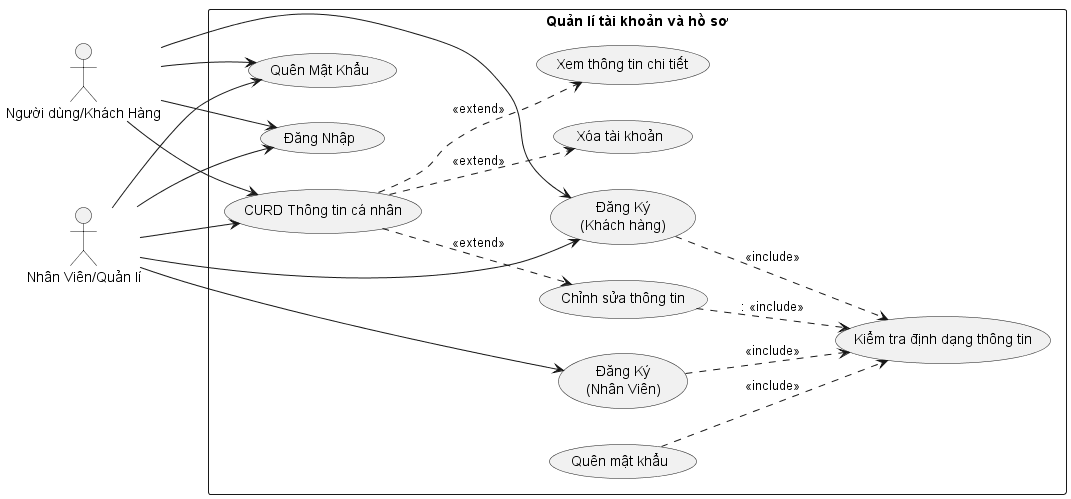 Quản lí tài khoản và hồ sơ
Người dùng/Khách Hàng
Nhân Viên/Quản lí
Quên Mật Khẩu
Đăng Nhập
CURD Thông tin cá nhân
«extend»
«extend»
«extend»
Xem thông tin chi tiết
Xóa tài khoản
Đăng Ký
(Khách hàng)
Chỉnh sửa thông tin
Đăng Ký
(Nhân Viên)
Quên mật khẩu
«include»
: «include»
«include»
«include»
Kiểm tra định dạng thông tin